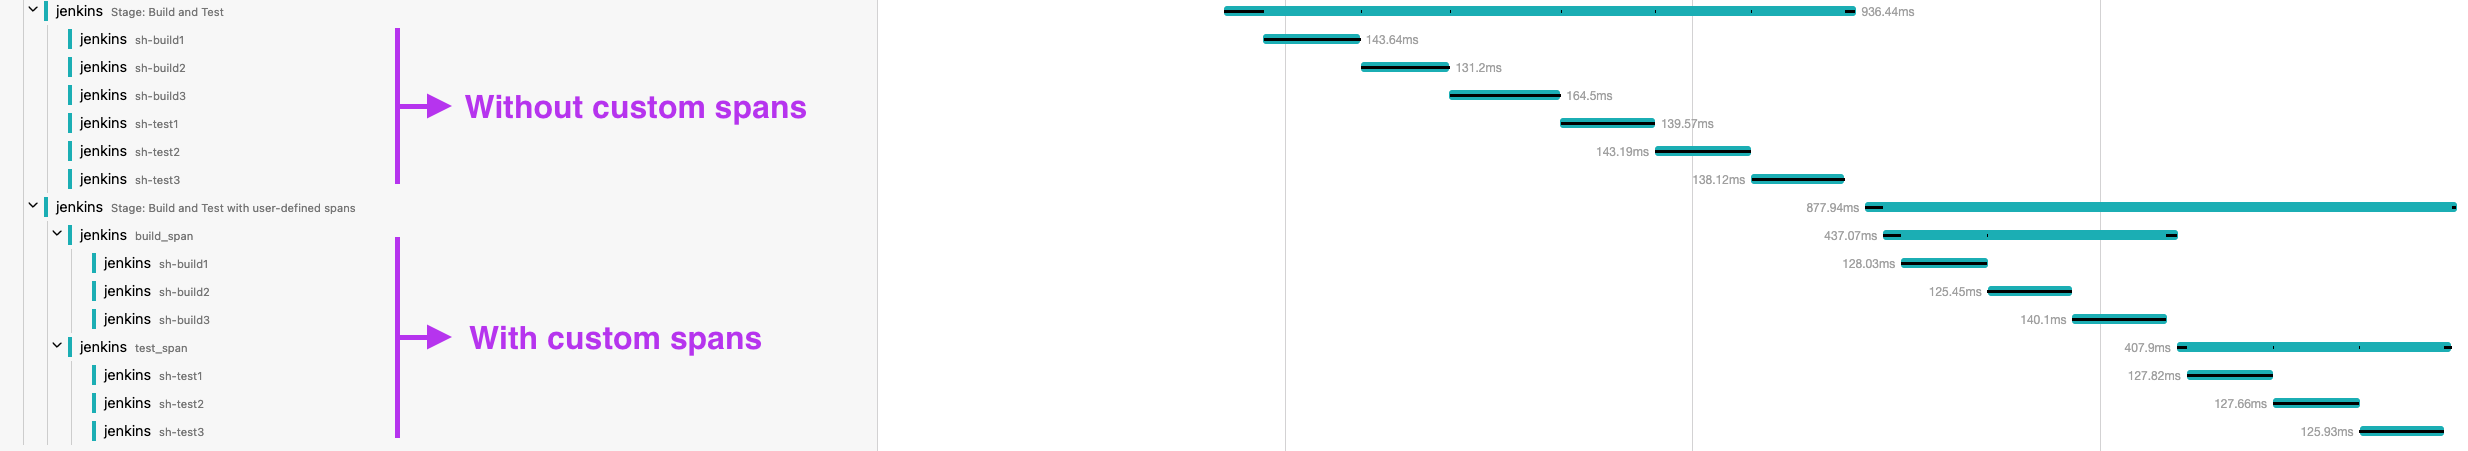 jenkins Stage: Build and Test 936.44ms
jenkins sh-build1 143.64ms
jenkins sh-build2 131.2ms
jenkins sh-build3 164.5ms
Without custom spans
jenkins sh-test1 139.57ms
jenkins sh-test2 143.19ms
jenkins sh-test3 138.12ms
jenkins Stage: Build and Test with user-defined spans 877.94ms
jenkins build_span 437.07ms
jenkins sh-build1 128.03ms
jenkins sh-build2 125.45ms
jenkins sh-build3 140.1ms
With custom spans
jenkins test_span 407.9ms
jenkins sh-test1 127.82ms
jenkins sh-test2 127.66ms
jenkins sh-test3 125.93ms